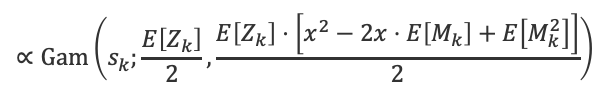 ∝ Gam ( s_k; E[Z_k] / 2 , E[Z_k] · [x² − 2x · E[M_k] + E[M_k²]] / 2 )